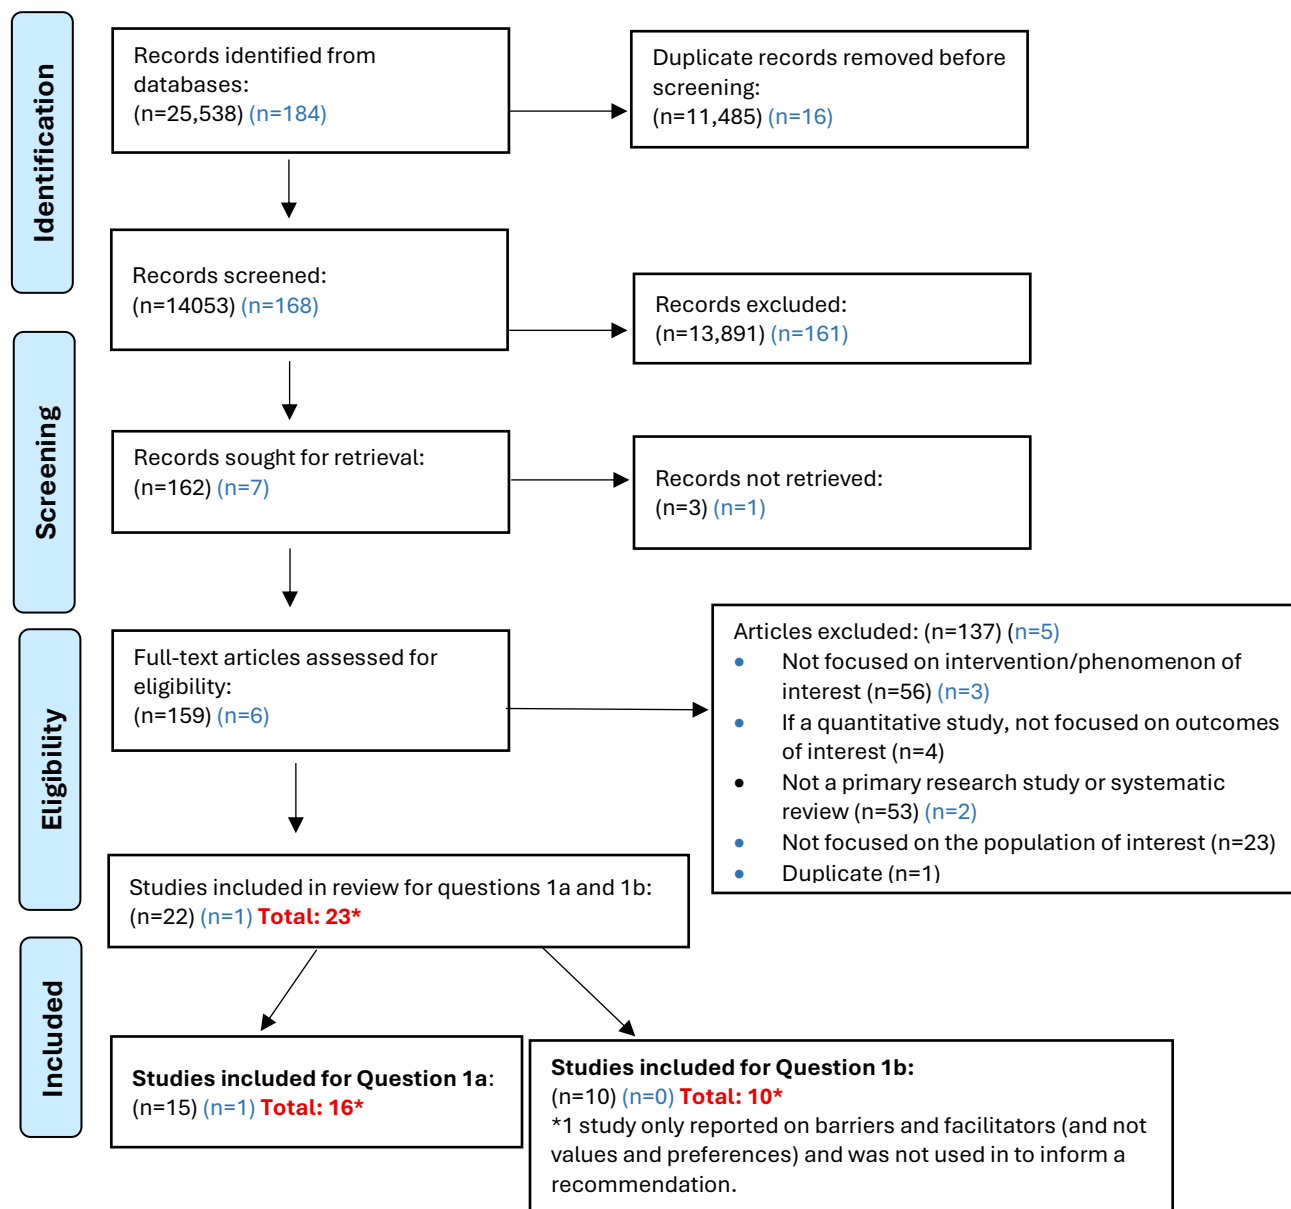 Identification
Records identified from
databases:
(n=25,538) (n=184)
Duplicate records removed before
screening:
(n=11,485) (n=16)
Records screened:
(n=14053) (n=168)
Records excluded:
(n=13,891) (n=161)
Screening
Records sought for retrieval:
(n=162) (n=7)
Records not retrieved:
(n=3) (n=1)
Eligibility
Full-text articles assessed for
eligibility:
(n=159) (n=6)
Articles excluded: (n=137) (n=5)
• Not focused on intervention/phenomenon of
interest (n=56) (n=3)
• If a quantitative study, not focused on outcomes
of interest (n=4)
• Not a primary research study or systematic
review (n=53) (n=2)
• Not focused on the population of interest (n=23)
• Duplicate (n=1)
Studies included in review for questions 1a and 1b:
(n=22) (n=1) Total: 23*
Included
Studies included for Question 1a:
(n=15) (n=1) Total: 16*
Studies included for Question 1b:
(n=10) (n=0) Total: 10*
*1 study only reported on barriers and facilitators (and not
values and preferences) and was not used in to inform a
recommendation.